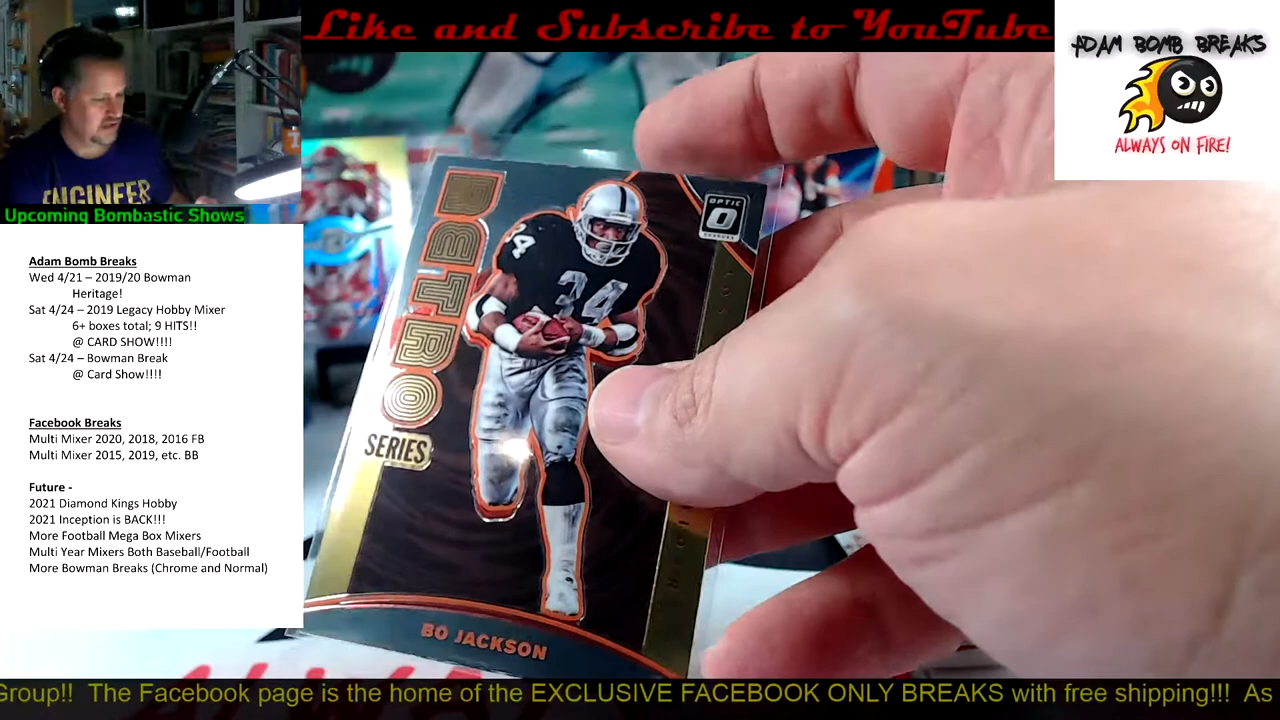 Like and Subscribe to YouTube
ADAM BOMB BREAKS
ALWAYS ON FIRE!
ENGINEER
Upcoming Bombastic Shows
Adam Bomb Breaks
Wed 4/21 – 2019/20 Bowman
Heritage!
Sat 4/24 – 2019 Legacy Hobby Mixer
6+ boxes total; 9 HITS!!
@ CARD SHOW!!!!
Sat 4/24 – Bowman Break
@ Card Show!!!!
Facebook Breaks
Multi Mixer 2020, 2018, 2016 FB
Multi Mixer 2015, 2019, etc. BB
Future -
2021 Diamond Kings Hobby
2021 Inception is BACK!!!
More Football Mega Box Mixers
Multi Year Mixers Both Baseball/Football
More Bowman Breaks (Chrome and Normal)
RETRO
SERIES
OPTIC
34
34
BO JACKSON
Group!! The Facebook page is the home of the EXCLUSIVE FACEBOOK ONLY BREAKS with free shipping!!! As